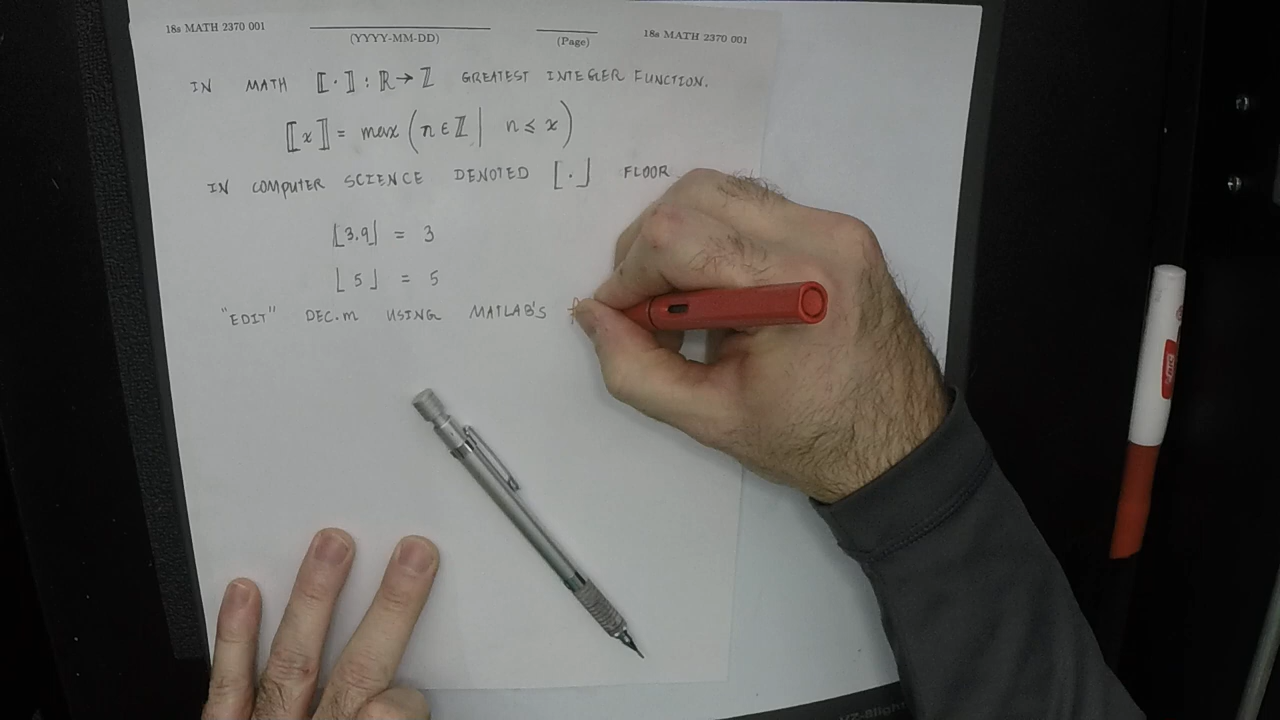 18s MATH 2370 001 (YYYY-MM-DD) (Page) 18s MATH 2370 001
IN MATH ⟦·⟧ : ℝ → ℤ GREATEST INTEGER FUNCTION.
⟦x⟧ = max (n ∈ ℤ | n ≤ x)
IN COMPUTER SCIENCE DENOTED ⌊·⌋ FLOOR
⌊3.9⌋ = 3
⌊5⌋ = 5
"EDIT" DEC.m USING MATLAB'S
BIC